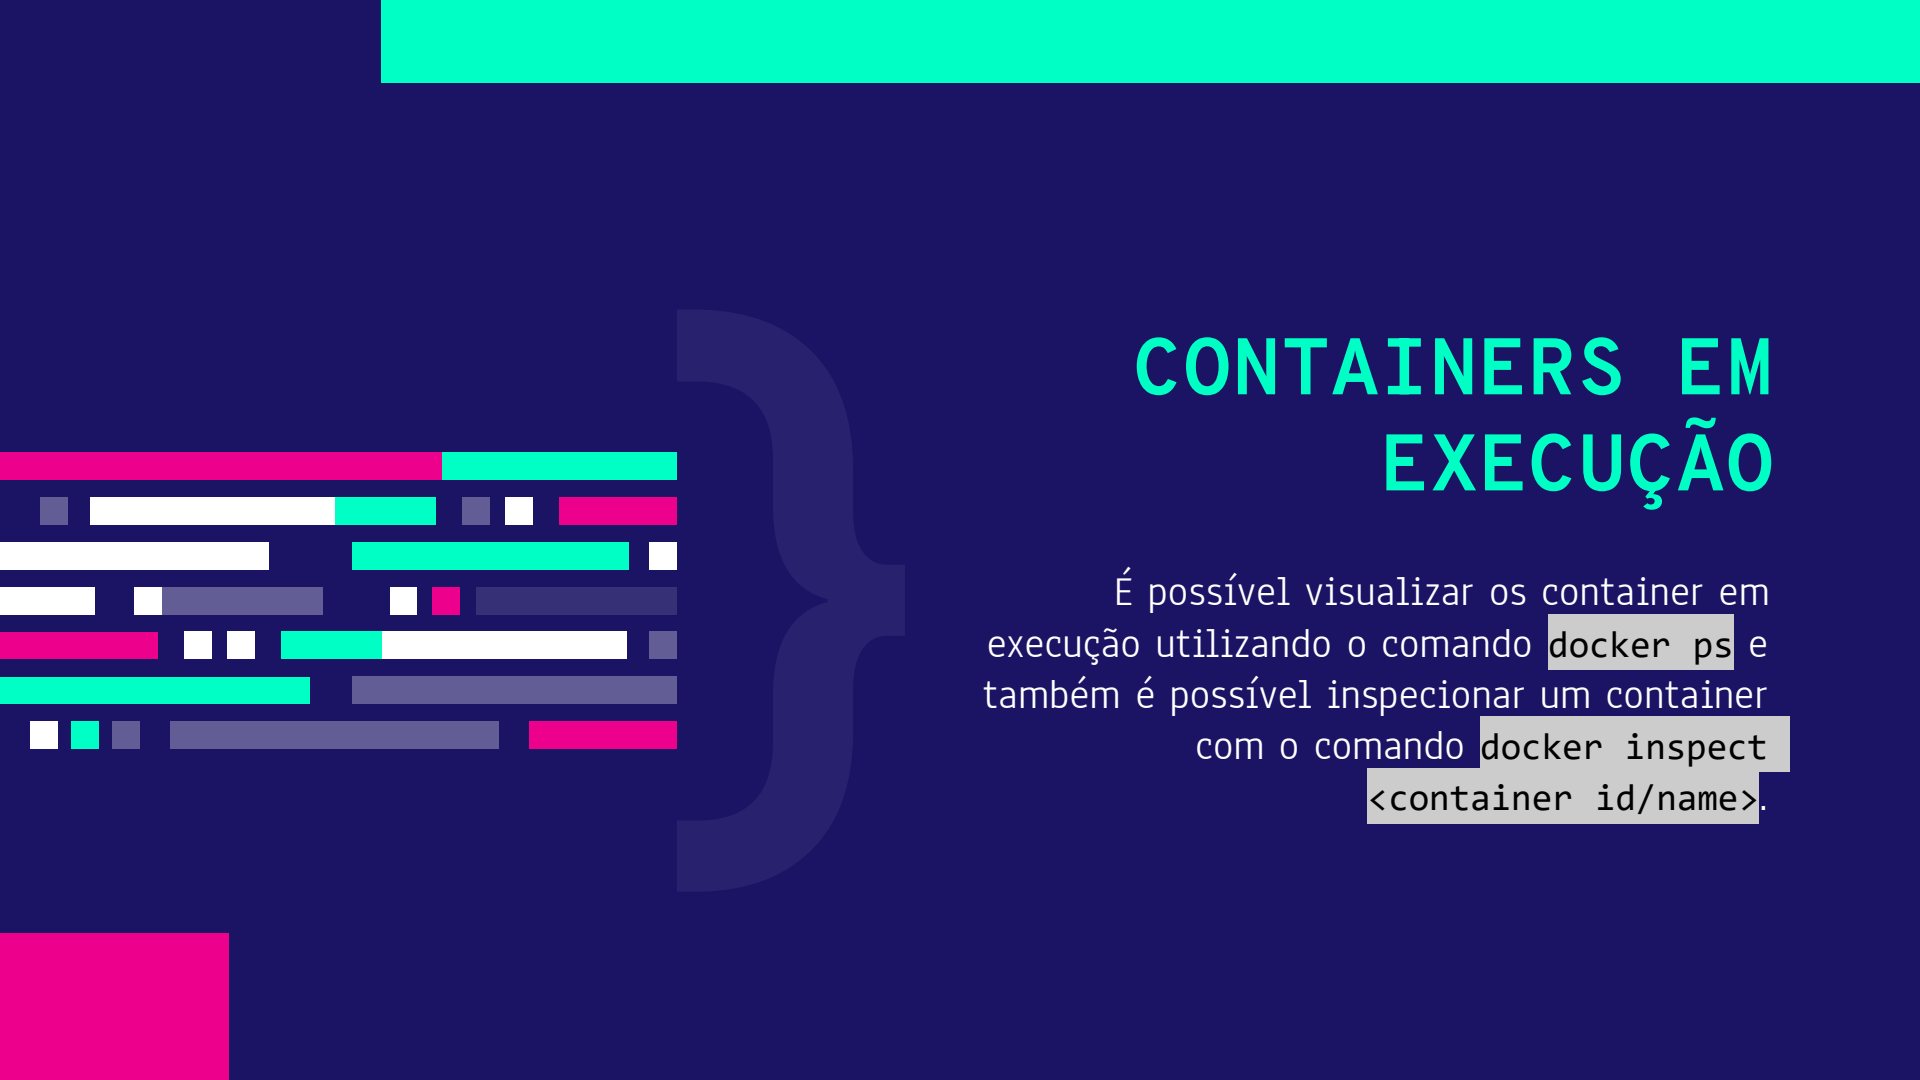 CONTAINERS EM
EXECUÇÃO
É possível visualizar os container em
execução utilizando o comando docker ps e
também é possível inspecionar um container
com o comando docker inspect
<container id/name>.